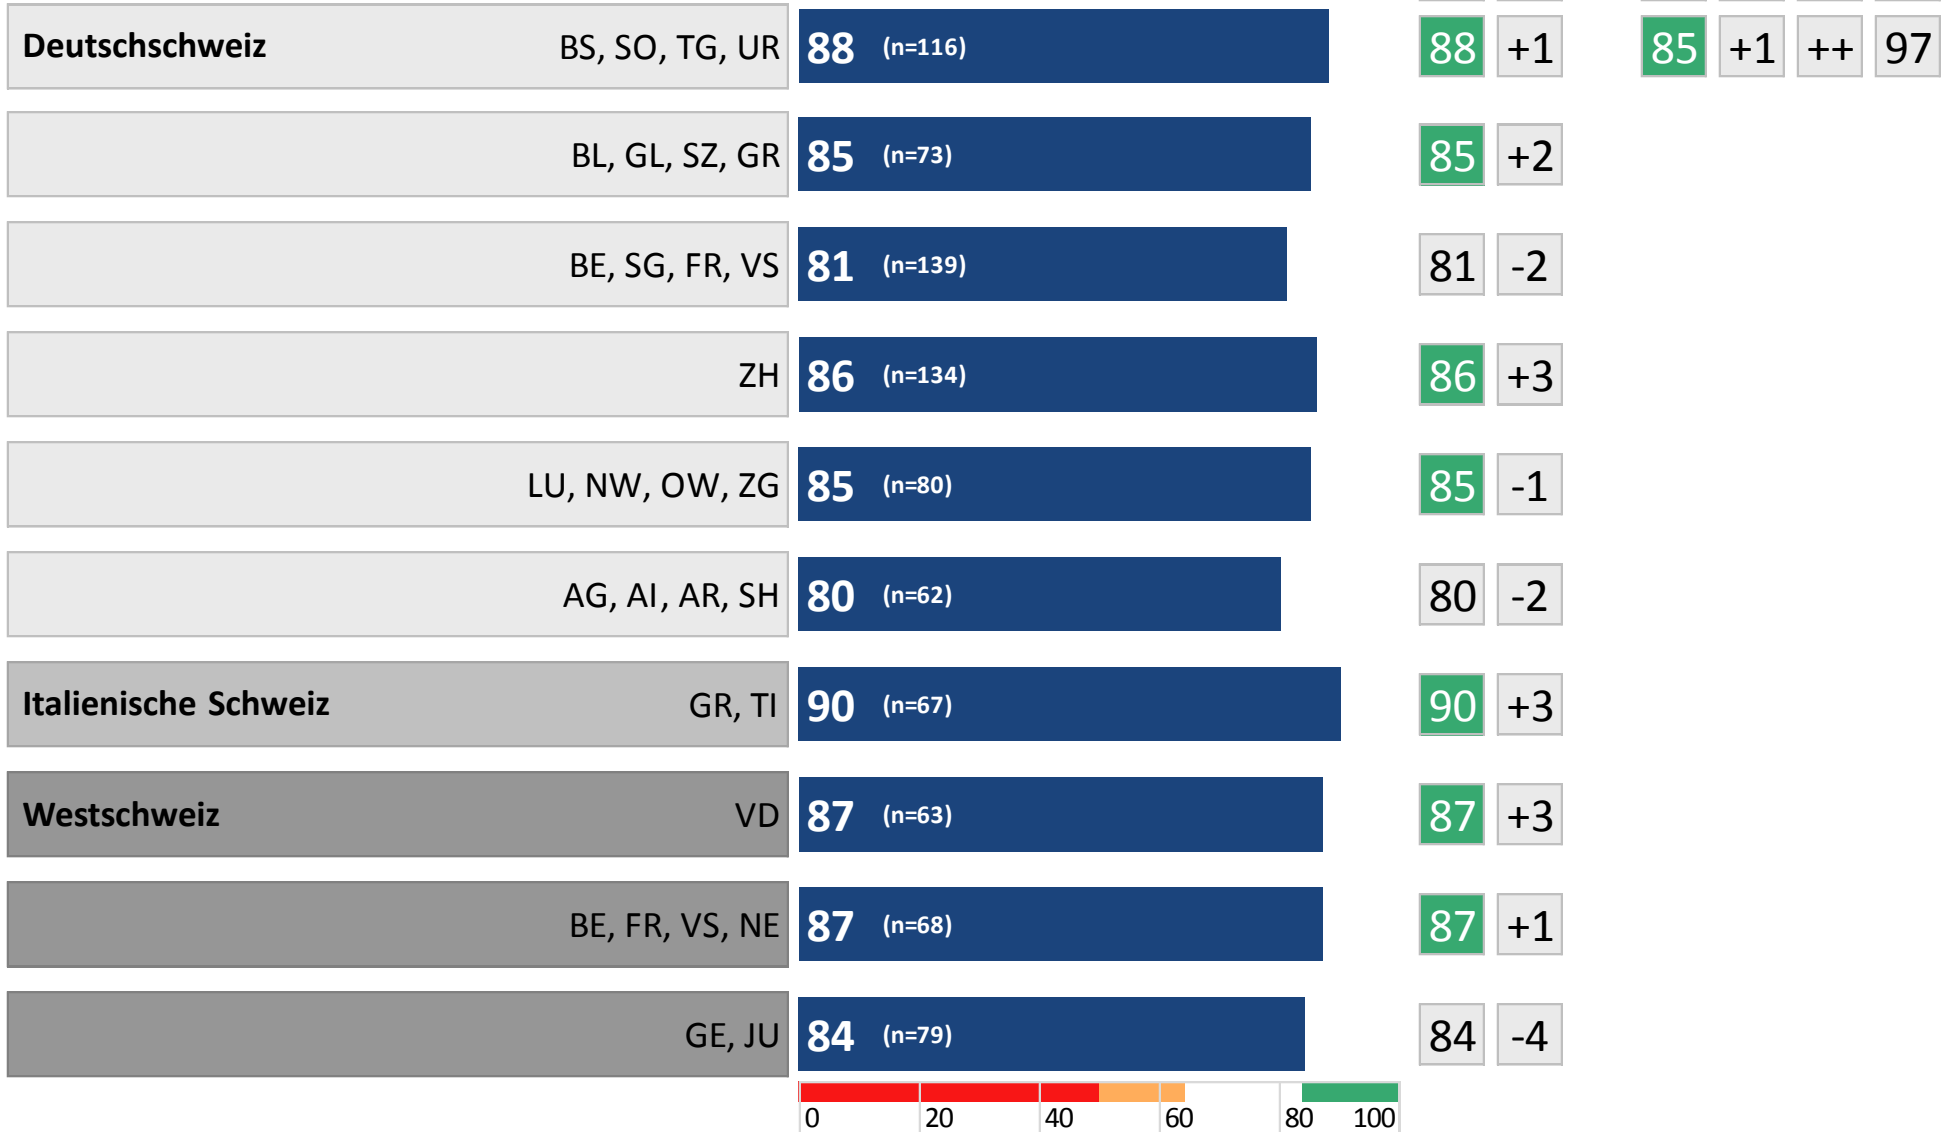 Deutschschweiz BS, SO, TG, UR 88 (n=116) 88 +1 85 +1 ++ 97
BL, GL, SZ, GR 85 (n=73) 85 +2
BE, SG, FR, VS 81 (n=139) 81 -2
ZH 86 (n=134) 86 +3
LU, NW, OW, ZG 85 (n=80) 85 -1
AG, AI, AR, SH 80 (n=62) 80 -2
Italienische Schweiz GR, TI 90 (n=67) 90 +3
Westschweiz VD 87 (n=63) 87 +3
BE, FR, VS, NE 87 (n=68) 87 +1
GE, JU 84 (n=79) 84 -4
0 20 40 60 80 100